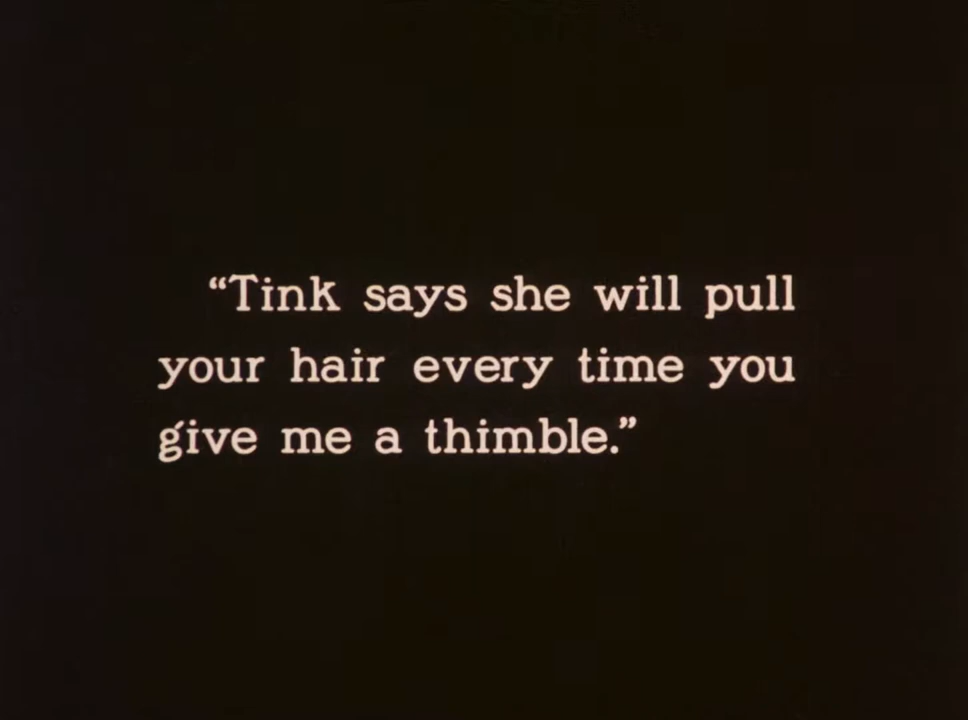 “Tink says she will pull
your hair every time you
give me a thimble.”